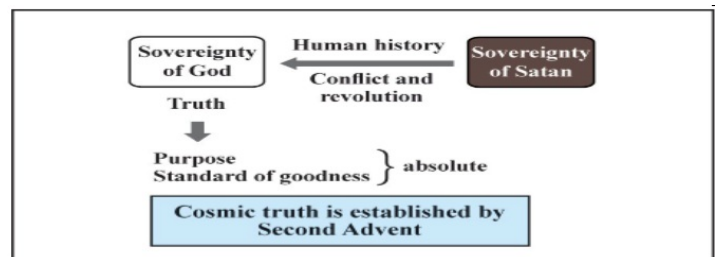 Sovereignty
of God
Human history
Conflict and
revolution
Sovereignty
of Satan
Truth
Purpose
Standard of goodness
absolute
Cosmic truth is established by
Second Advent